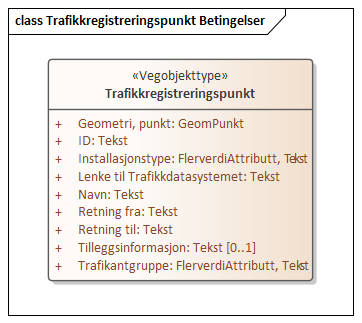 class Trafikkregistreringspunkt Betingelser
«Vegobjekttype»
Trafikkregistreringspunkt
+ Geometri, punkt: GeomPunkt
+ ID: Tekst
+ Installasjonstype: FlerverdiAttributt, Tekst
+ Lenke til Trafikkdatasystemet: Tekst
+ Navn: Tekst
+ Retning fra: Tekst
+ Retning til: Tekst
+ Tilleggsinformasjon: Tekst [0..1]
+ Trafikantgruppe: FlerverdiAttributt, Tekst